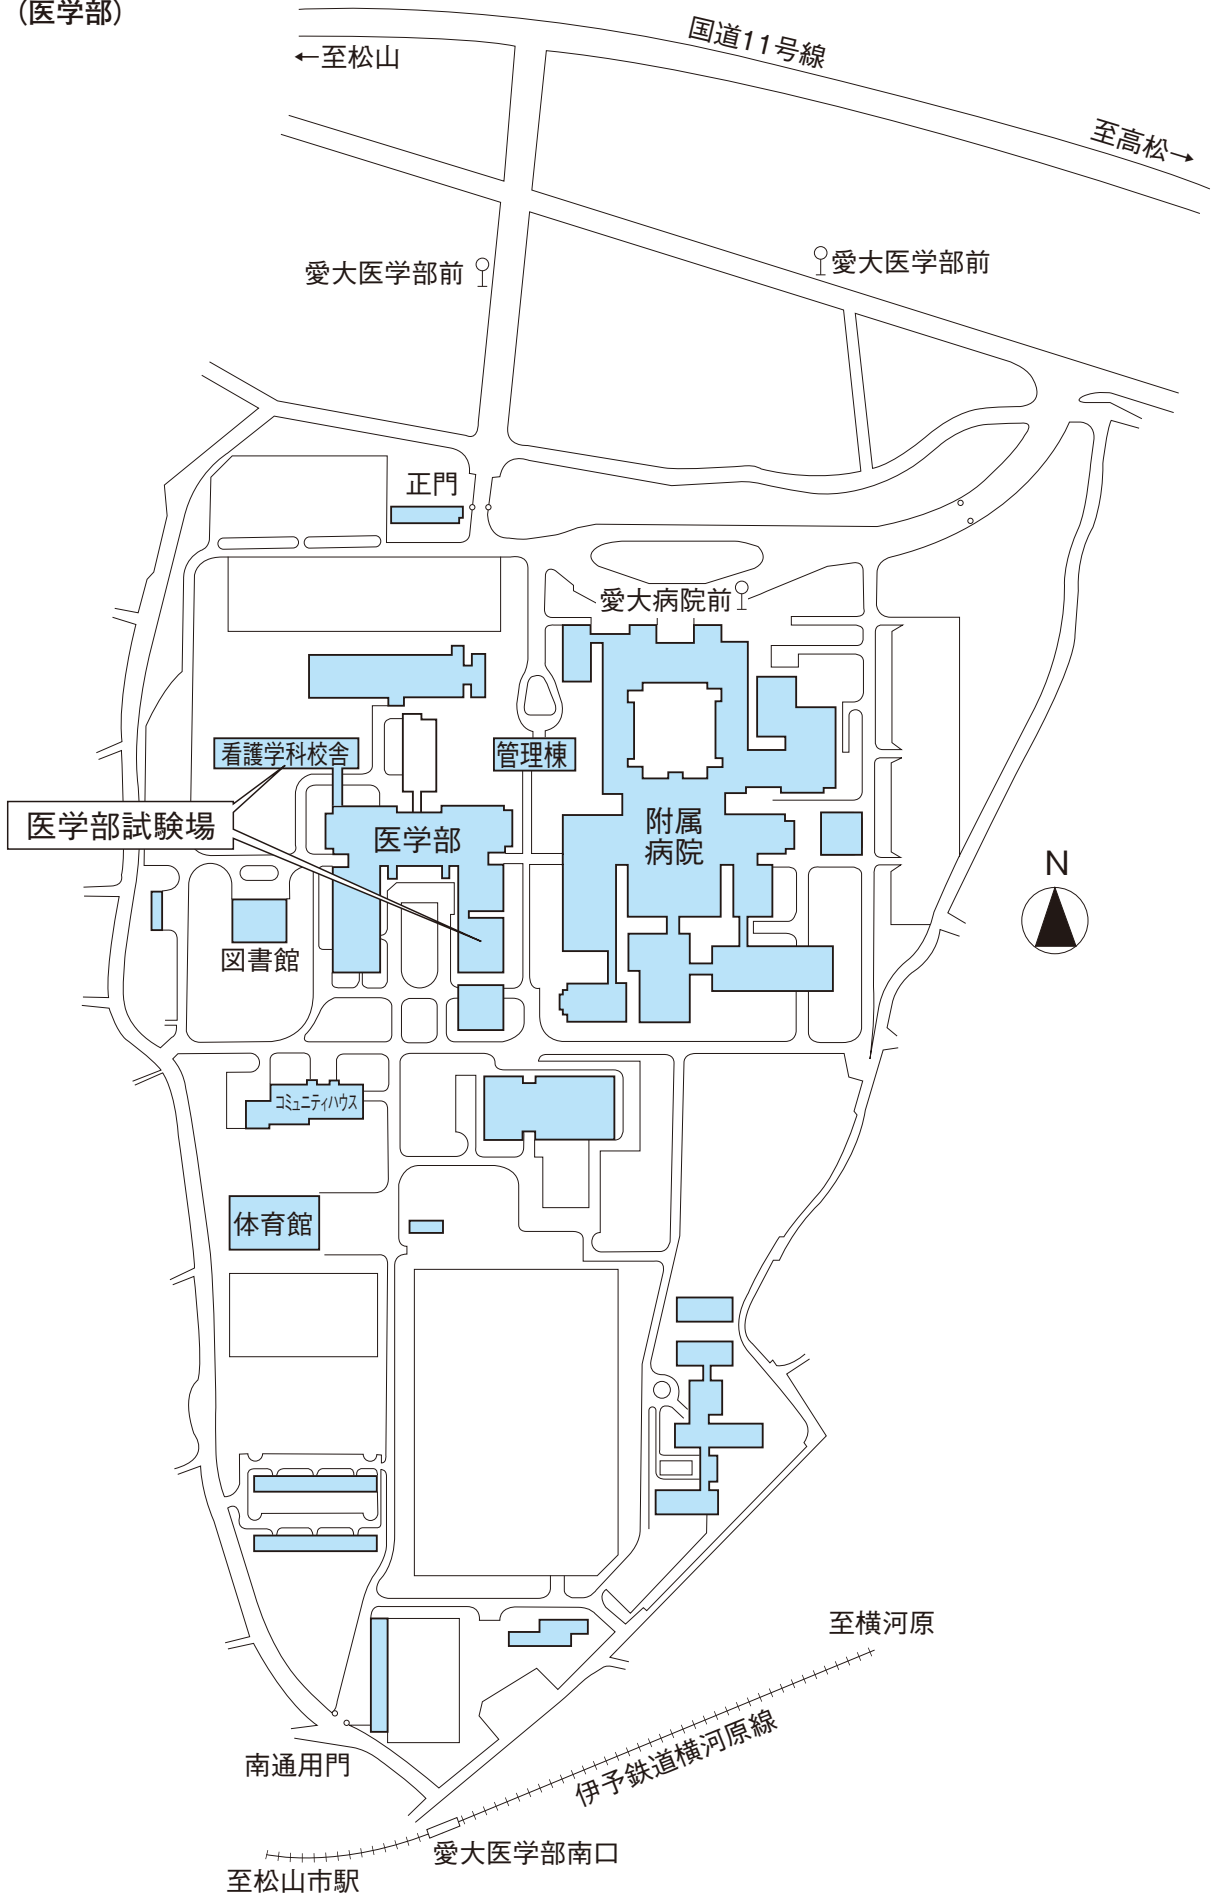 （医学部）
国道11号線
←至松山
至高松→
愛大医学部前
愛大医学部前
正門
愛大病院前
看護学科校舎
管理棟
医学部試験場
医学部
附属
病院
N
図書館
コミュニティハウス
体育館
至横河原
伊予鉄道横河原線
南通用門
愛大医学部南口
至松山市駅